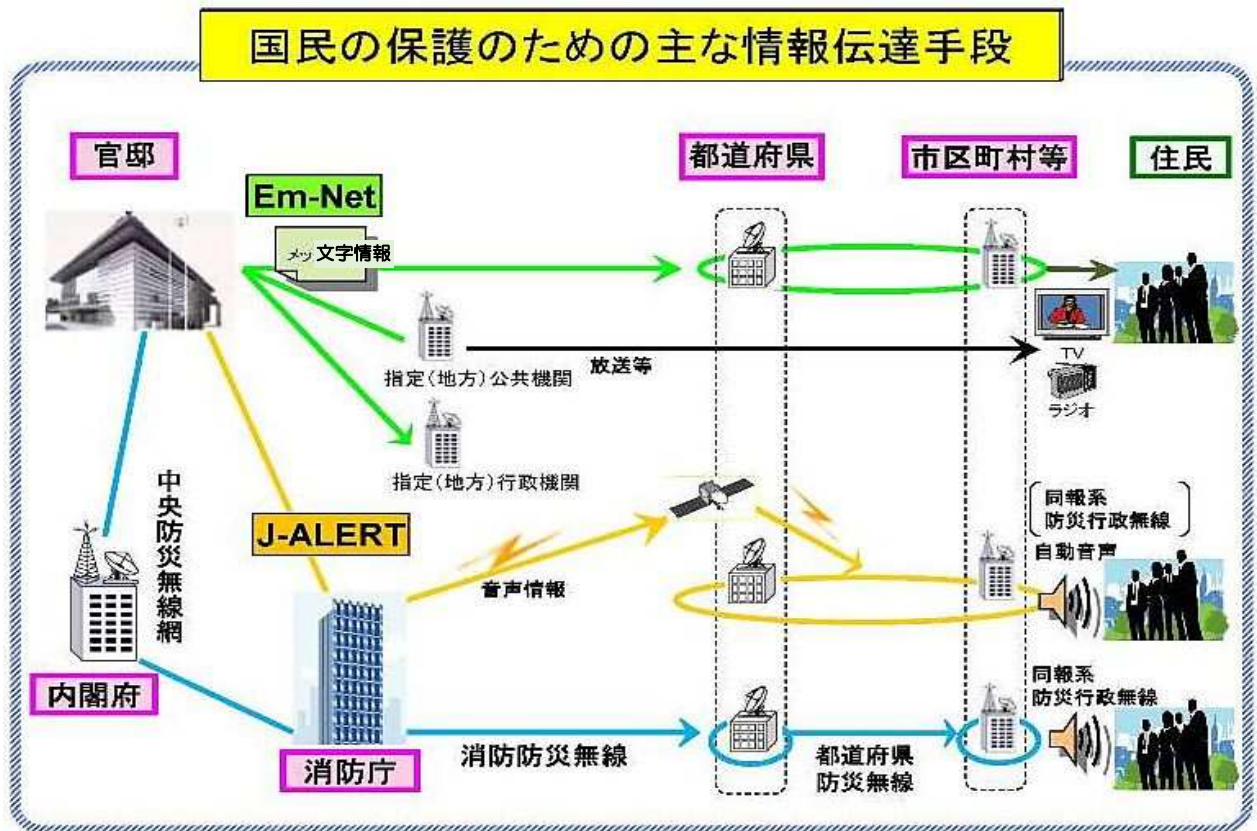 国民の保護のための主な情報伝達手段
官邸
都道府県
市区町村等
住民
Em-Net
メッ 文字情報
指定(地方)公共機関
放送等
TV
ラジオ
指定(地方)行政機関
中央防災無線網
J-ALERT
音声情報
同報系
防災行政無線
自動音声
内閣府
消防庁
消防防災無線
都道府県
防災無線
同報系
防災行政無線